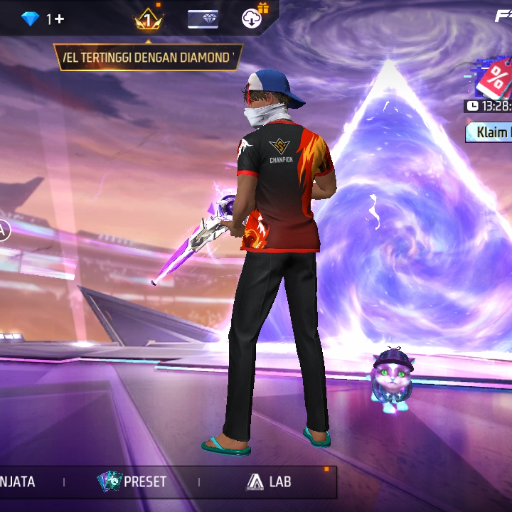 1+
1
/EL TERTINGGI DENGAN DIAMOND
13:28:
Klaim
CHAMPION
NJATA
PRESET
LAB